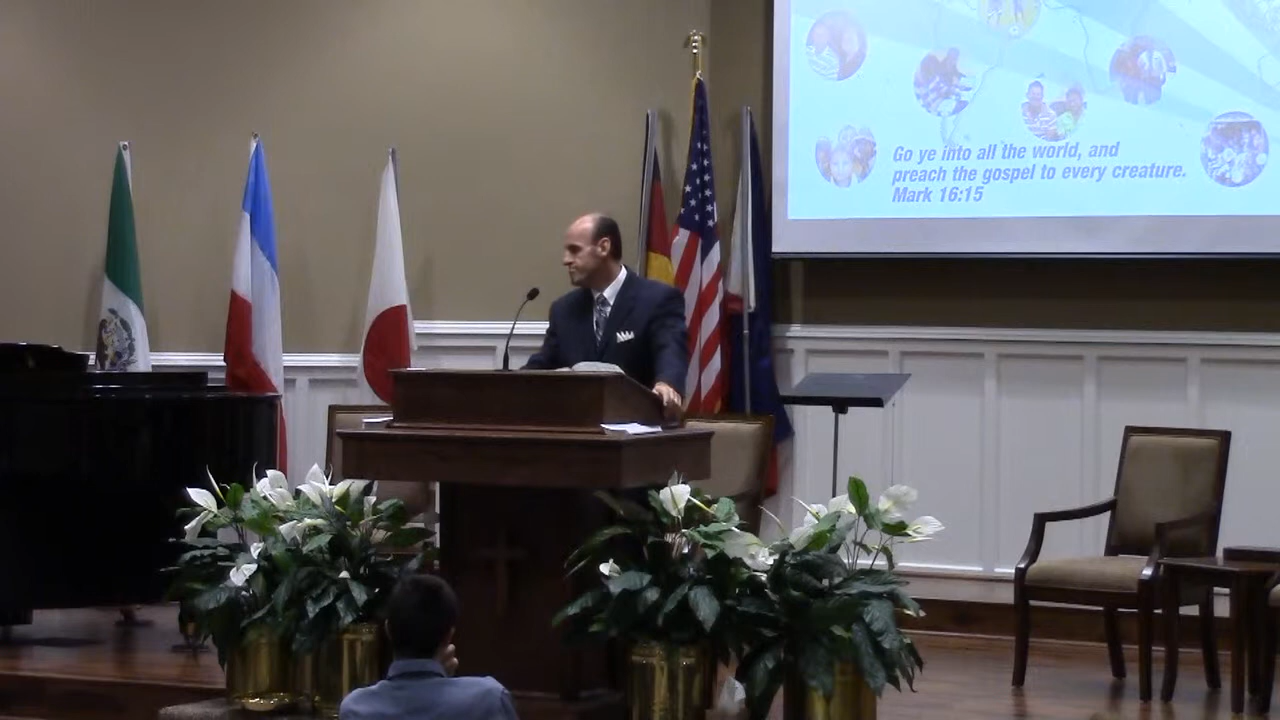 Go ye into all the world, and
preach the gospel to every creature.
Mark 16:15